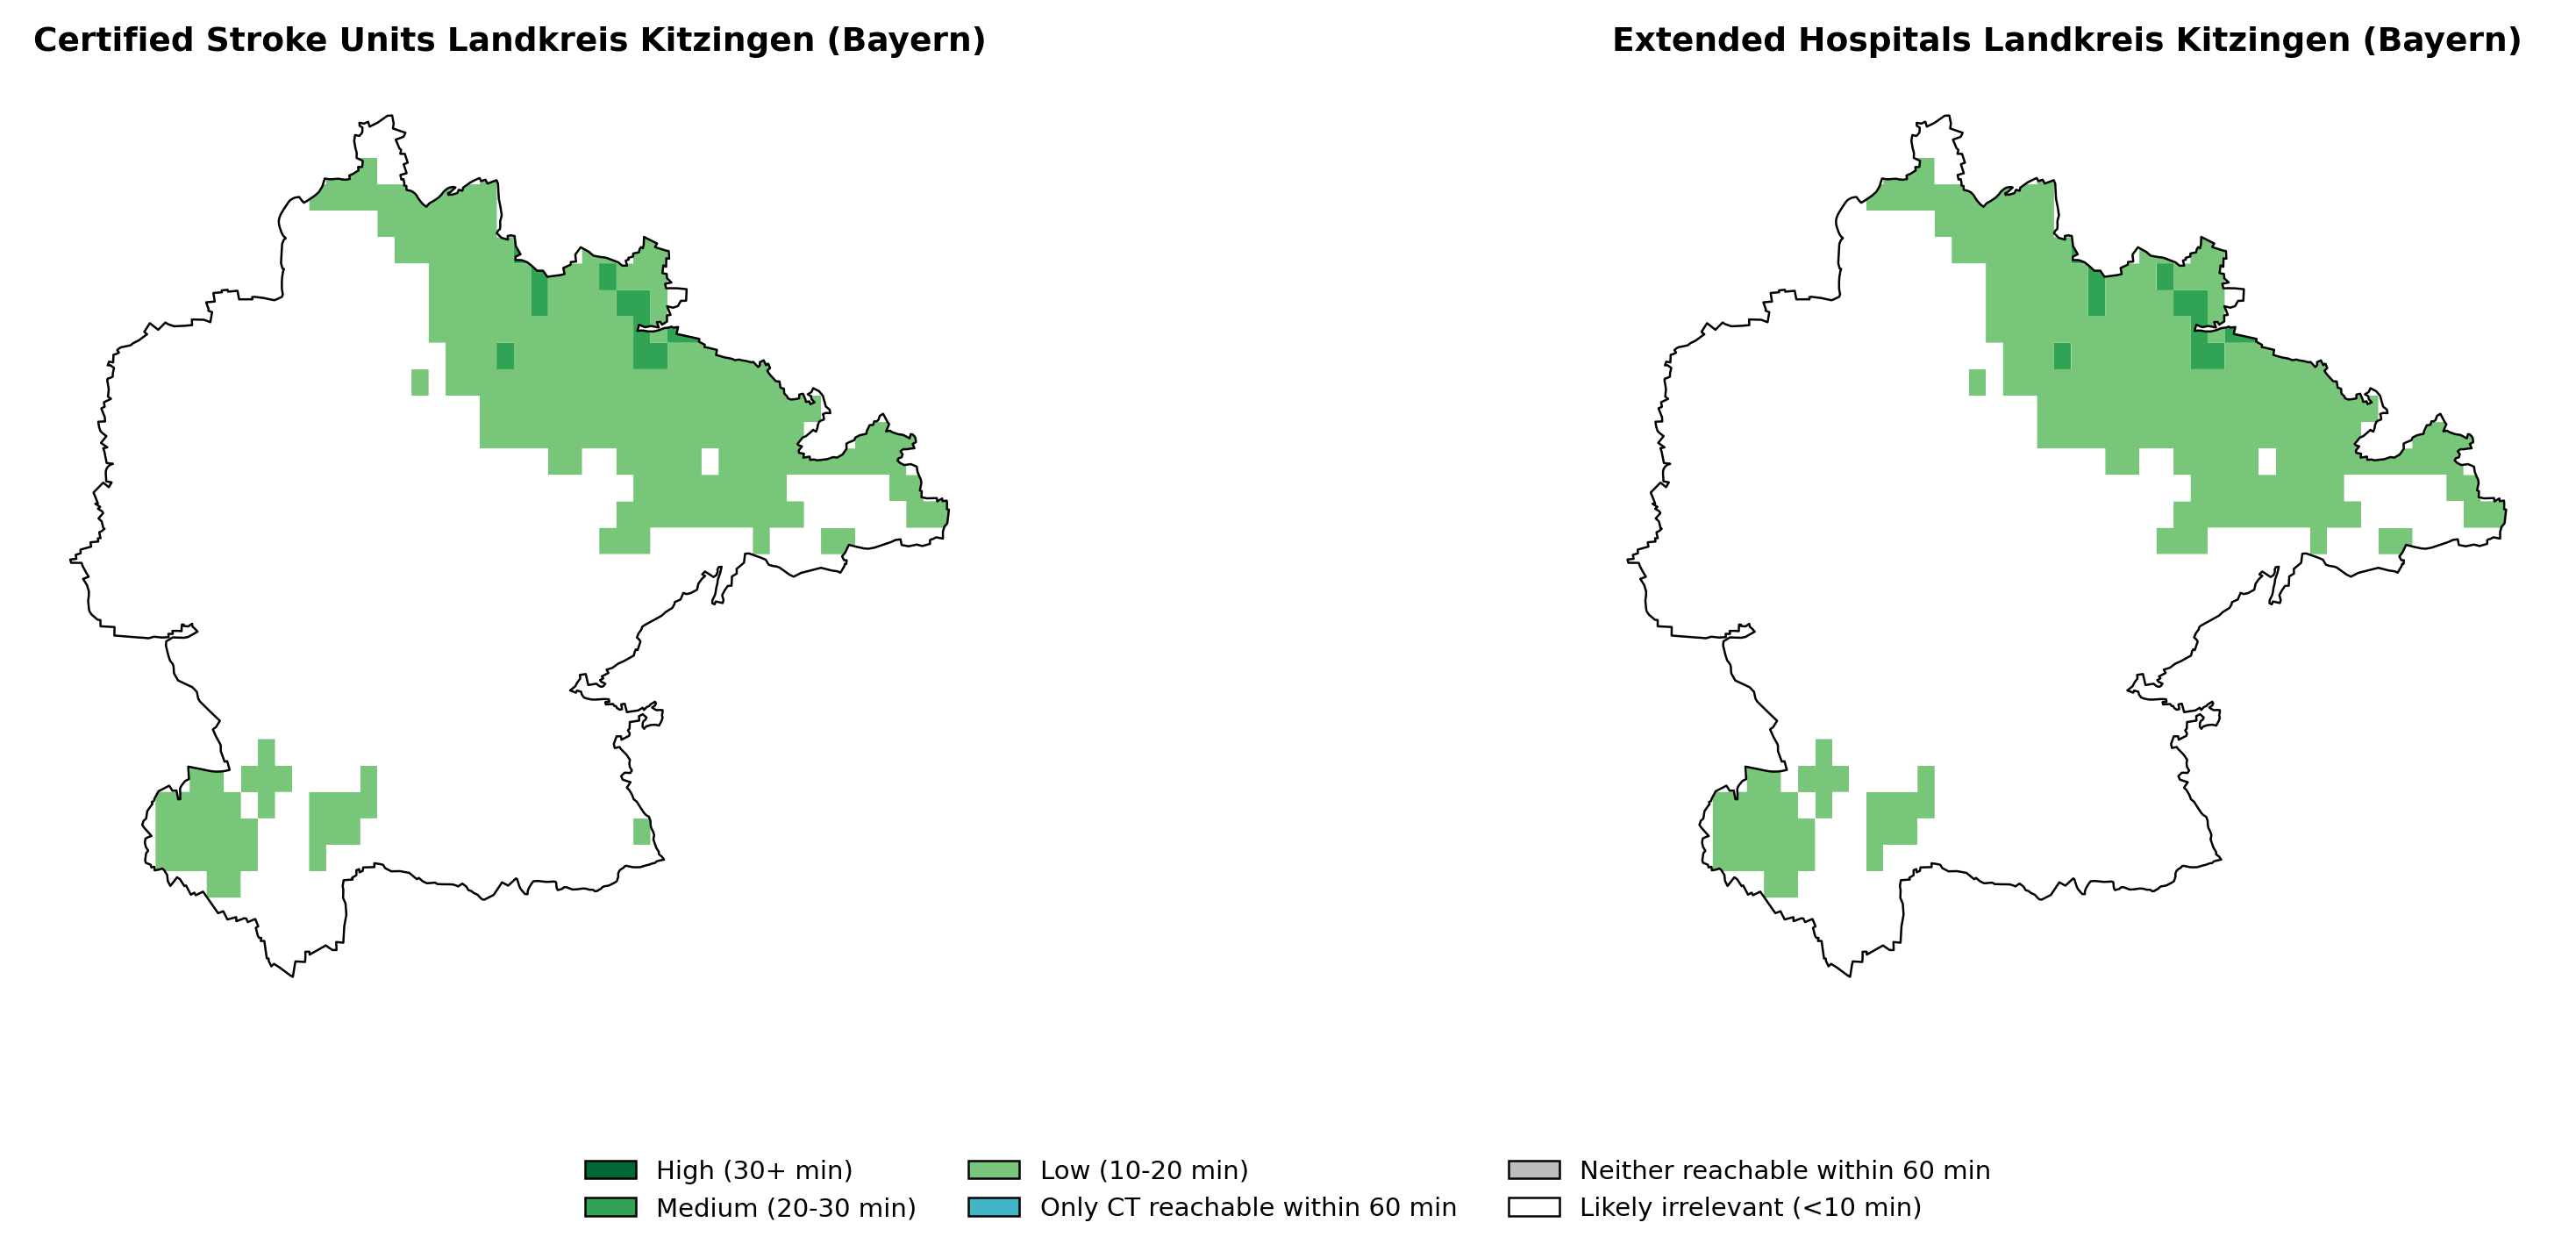 Certified Stroke Units Landkreis Kitzingen (Bayern)
Extended Hospitals Landkreis Kitzingen (Bayern)
High (30+ min)
Medium (20-30 min)
Low (10-20 min)
Only CT reachable within 60 min
Neither reachable within 60 min
Likely irrelevant (<10 min)